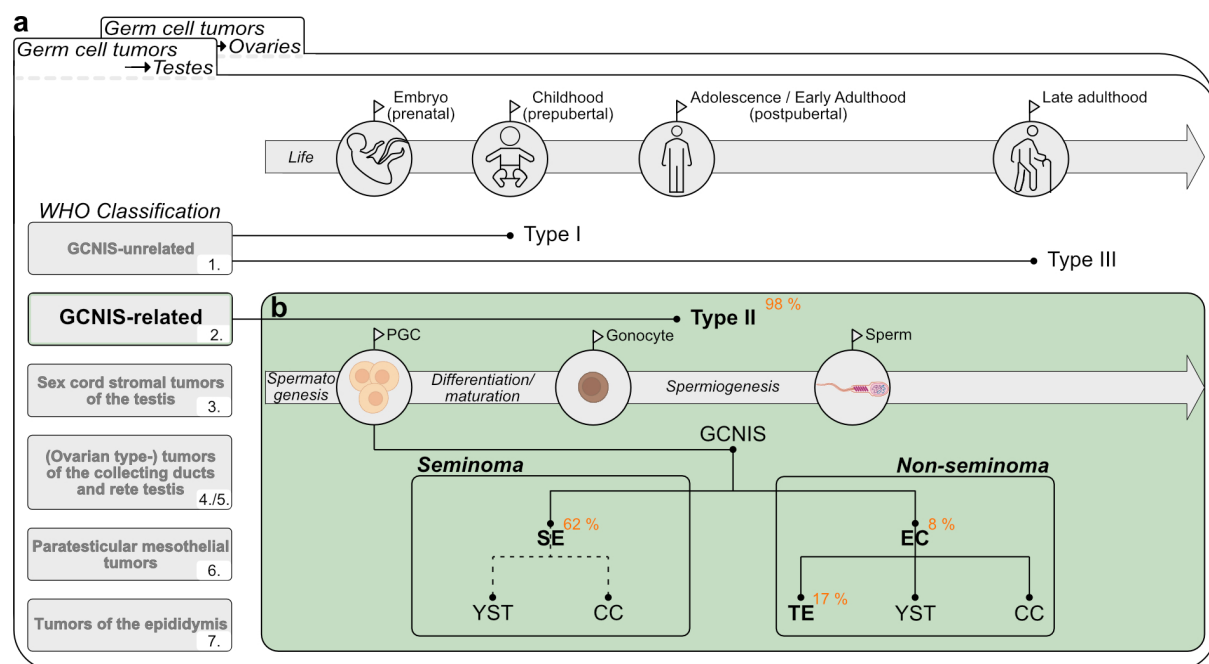 a
Germ cell tumors
→Ovaries
Germ cell tumors
→Testes
Embryo
(prenatal)
Childhood
(prepubertal)
Adolescence / Early Adulthood
(postpubertal)
Late adulthood
Life
WHO Classification
GCNIS-unrelated
1.
Type I
Type III
GCNIS-related
2.
b
Type II
98 %
Sex cord stromal tumors
of the testis
3.
(Ovarian type-) tumors
of the collecting ducts
and rete testis
4./5.
Paratesticular mesothelial
tumors
6.
Tumors of the epididymis
7.
PGC
Gonocyte
Sperm
Spermato
genesis
Differentiation/
maturation
Spermiogenesis
GCNIS
Seminoma
Non-seminoma
SE
62 %
EC
8 %
YST
CC
TE
17 %
YST
CC